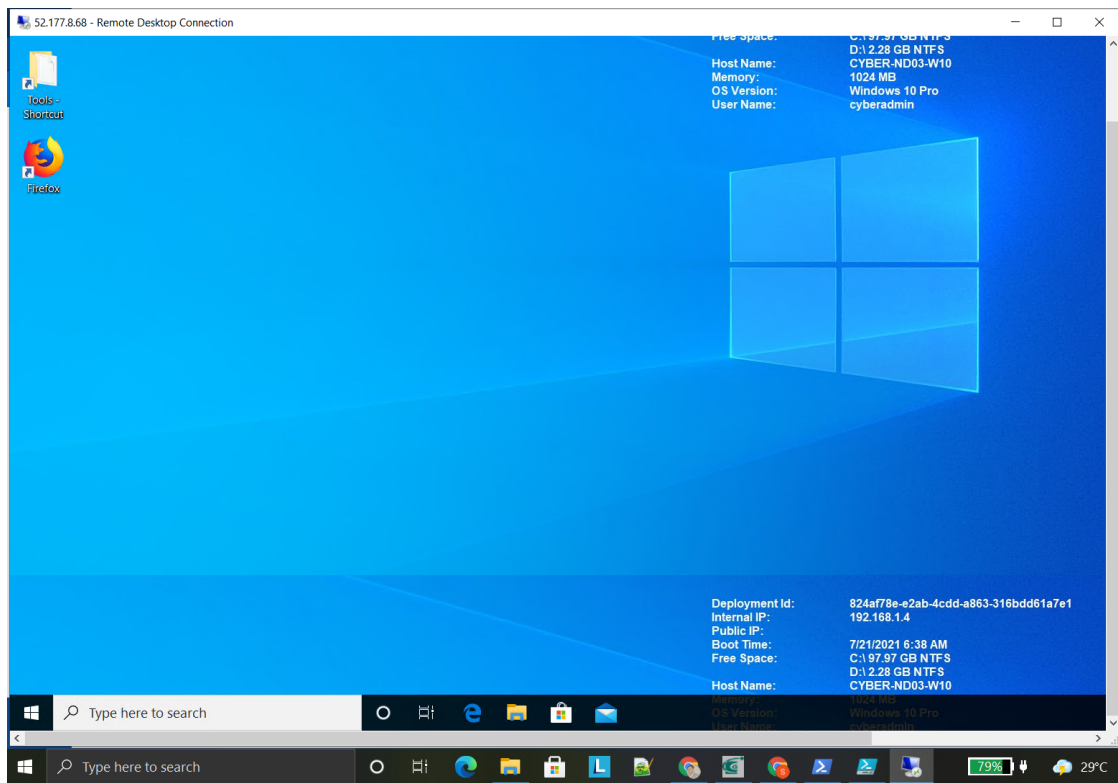 52.177.8.68 - Remote Desktop Connection
Free Space: C:\ 97.97 GB NTFS
D:\ 2.28 GB NTFS
Host Name: CYBER-ND03-W10
Memory: 1024 MB
OS Version: Windows 10 Pro
User Name: cyberadmin
Tools -
Shortcut
Firefox
Deployment Id: 824af78e-e2ab-4cdd-a863-316bdd61a7e1
Internal IP: 192.168.1.4
Public IP:
Boot Time: 7/21/2021 6:38 AM
Free Space: C:\ 97.97 GB NTFS
D:\ 2.28 GB NTFS
Host Name: CYBER-ND03-W10
Memory: 1024 MB
OS Version: Windows 10 Pro
User Name: cyberadmin
Type here to search
Type here to search
L
79%
29°C